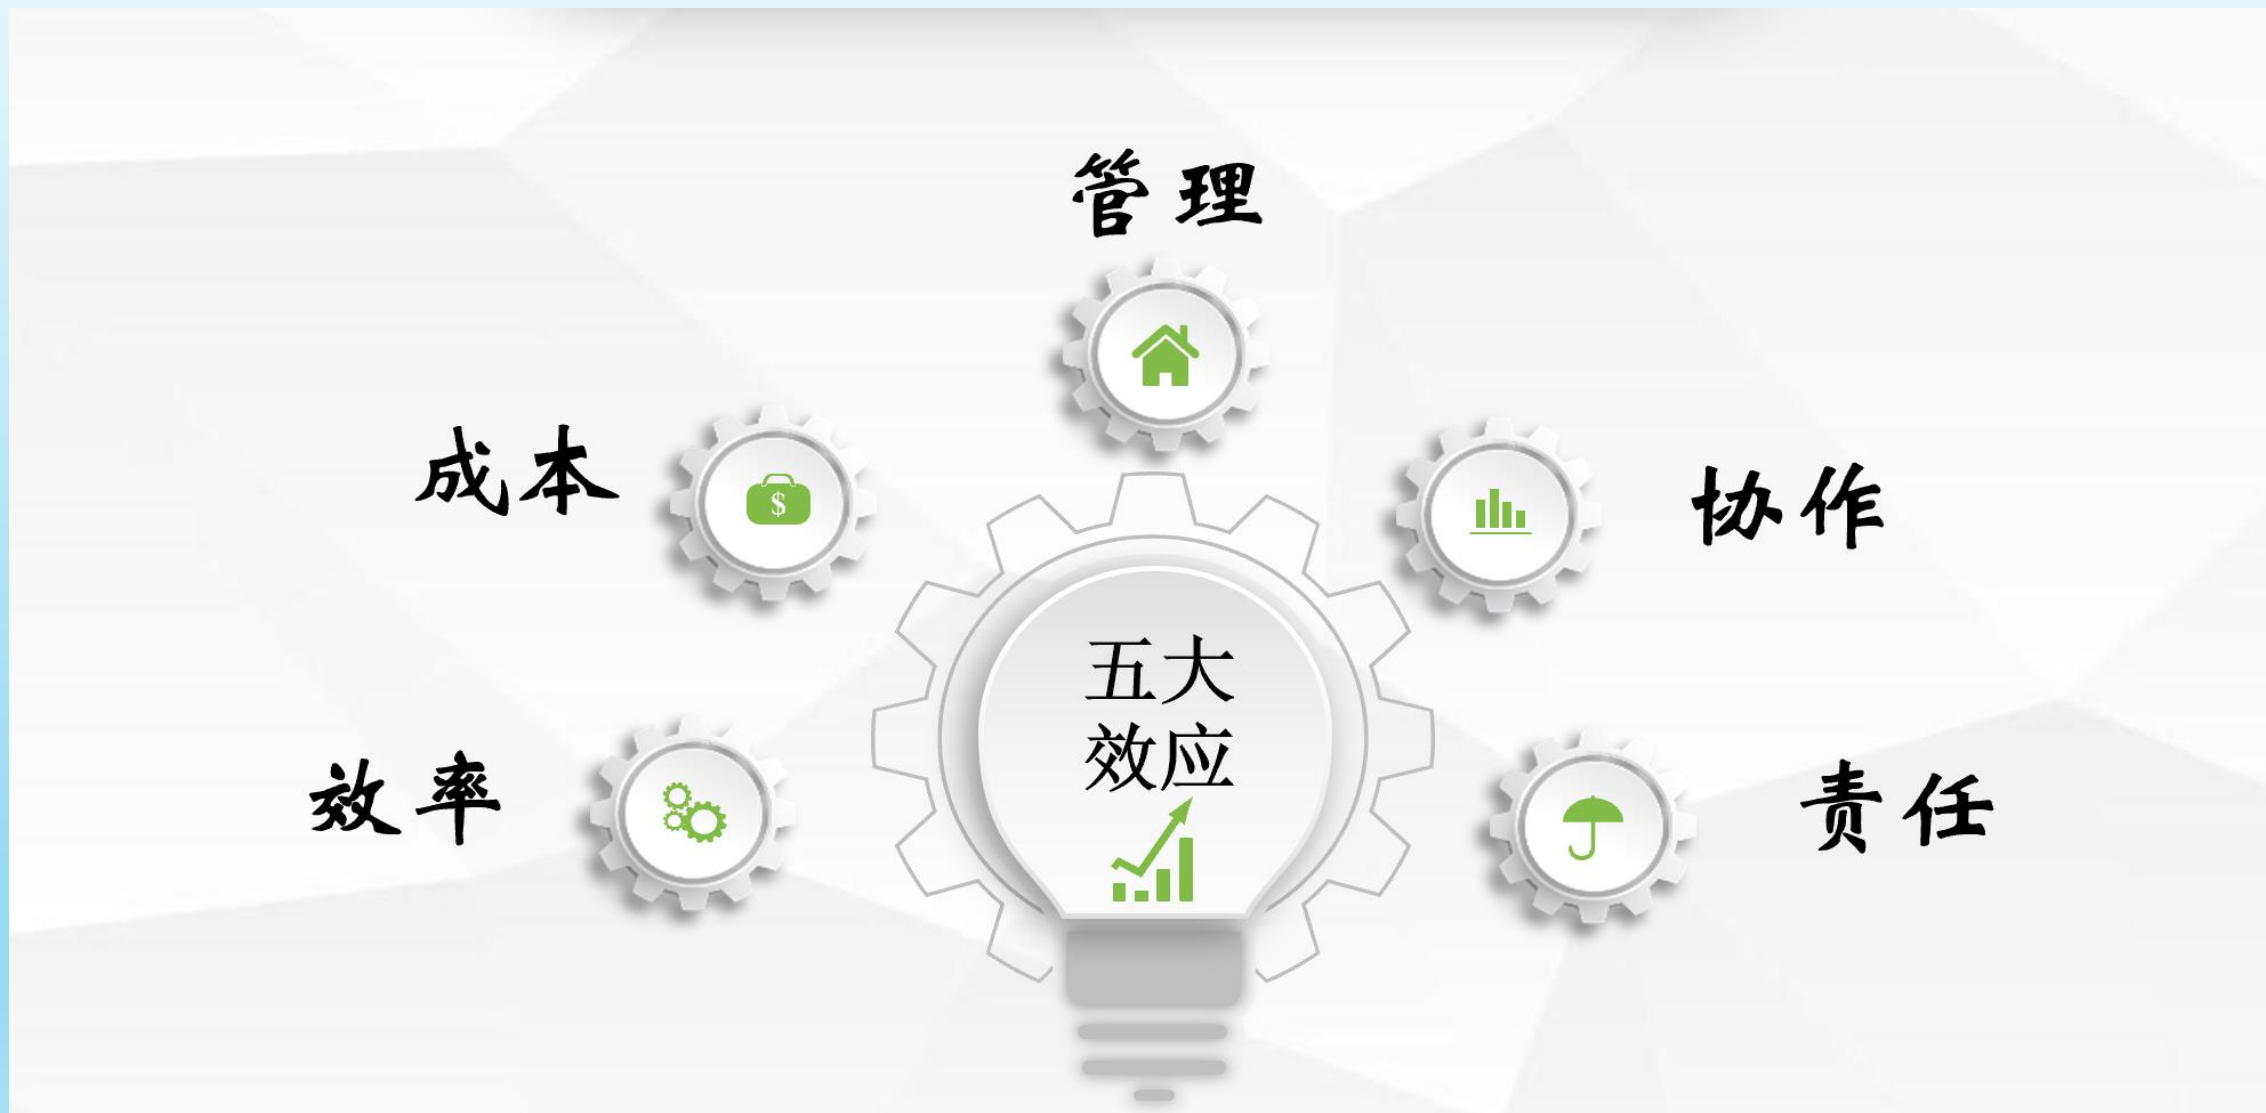 管理
成本
协作
五大
效应
效率
责任
$